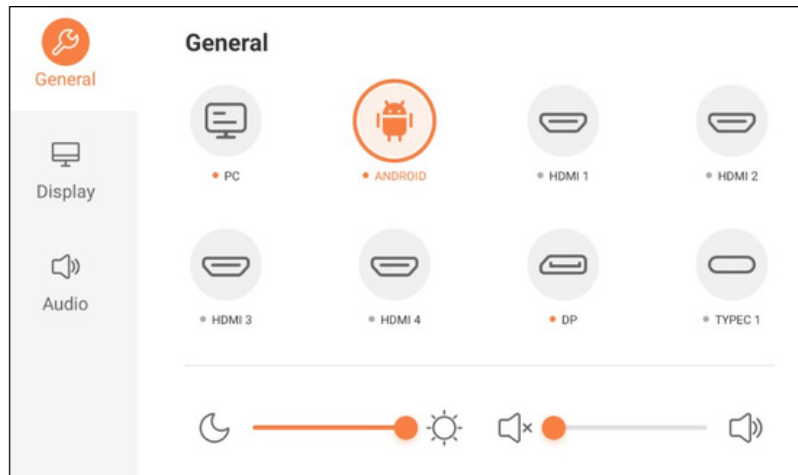 General
General
PC
ANDROID
HDMI 1
HDMI 2
Display
HDMI 3
HDMI 4
DP
TYPEC 1
Audio